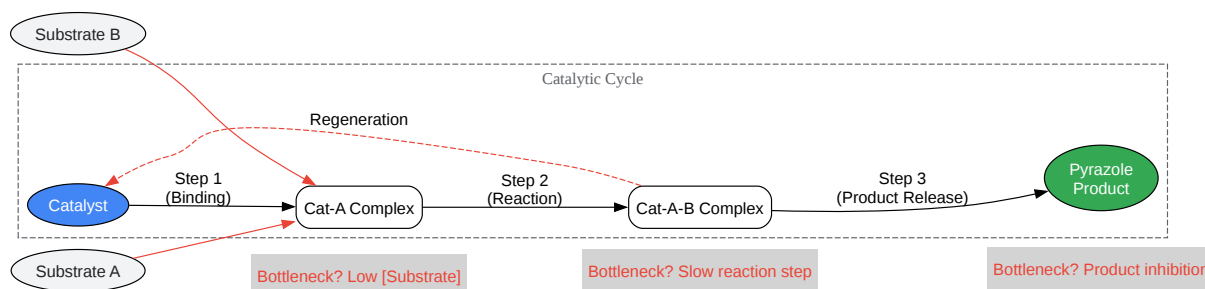 Substrate B
Catalytic Cycle
Regeneration
Catalyst
Step 1
(Binding)
Cat-A Complex
Step 2
(Reaction)
Cat-A-B Complex
Step 3
(Product Release)
Pyrazole
Product
Substrate A
Bottleneck? Low [Substrate]
Bottleneck? Slow reaction step
Bottleneck? Product inhibition